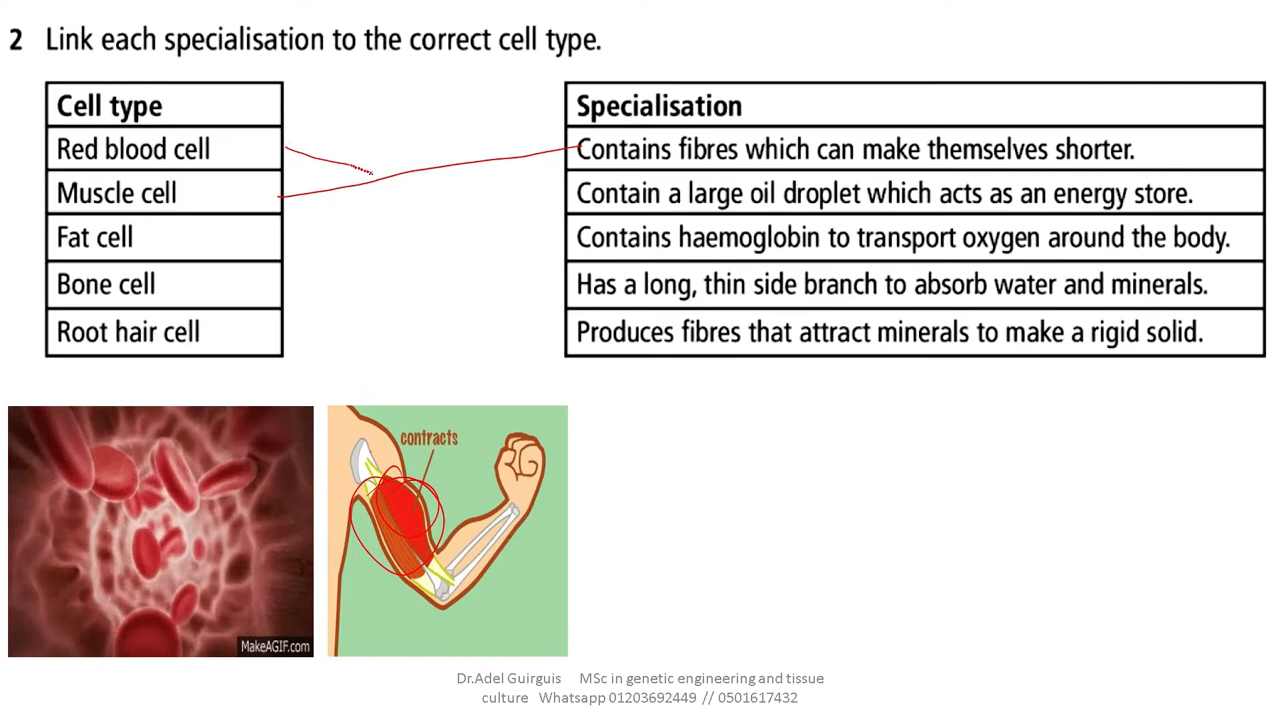 2 Link each specialisation to the correct cell type.
Cell type
Specialisation
Red blood cell
Contains fibres which can make themselves shorter.
Muscle cell
Contain a large oil droplet which acts as an energy store.
Fat cell
Contains haemoglobin to transport oxygen around the body.
Bone cell
Has a long, thin side branch to absorb water and minerals.
Root hair cell
Produces fibres that attract minerals to make a rigid solid.
contracts
MakeAGIF.com
Dr.Adel Guirguis MSc in genetic engineering and tissue
culture Whatsapp 01203692449 // 0501617432